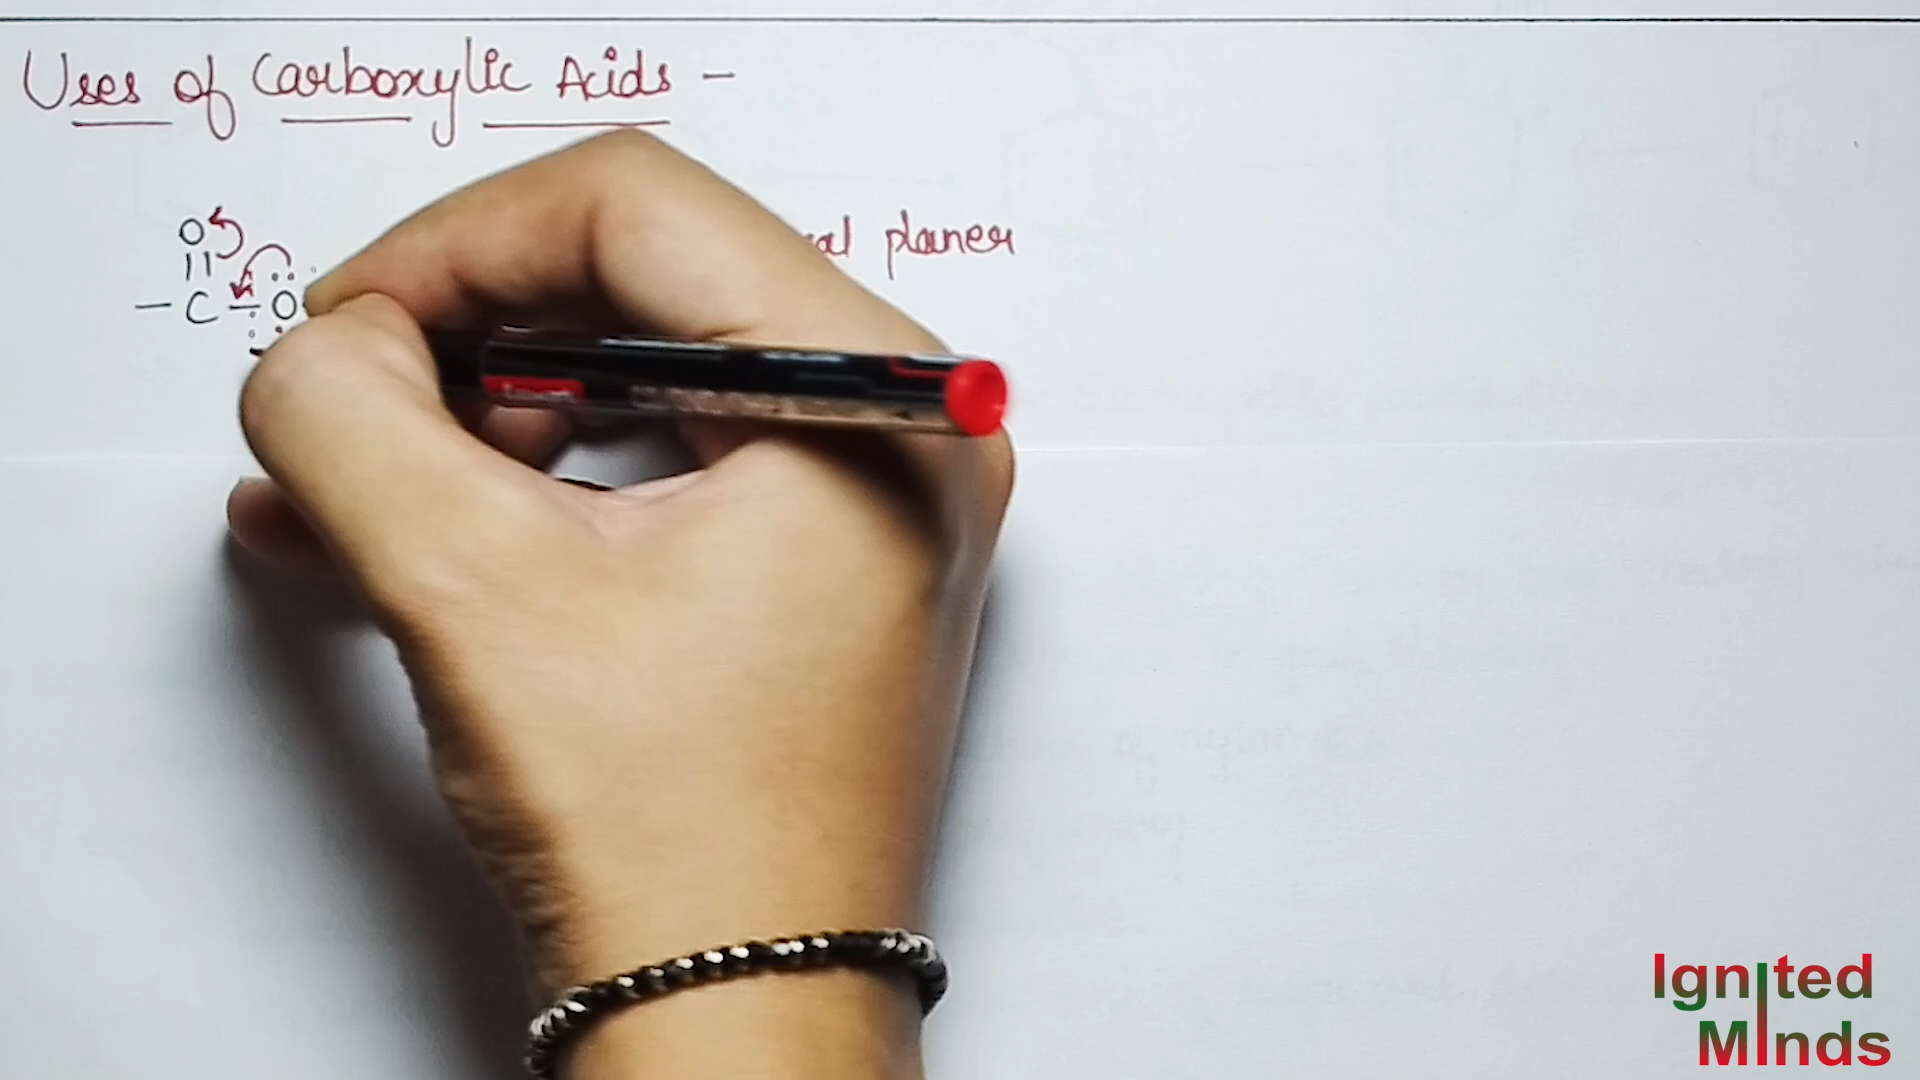 Uses of Carboxylic Acids -
O
||
planer
- C - O
Ignited
Minds